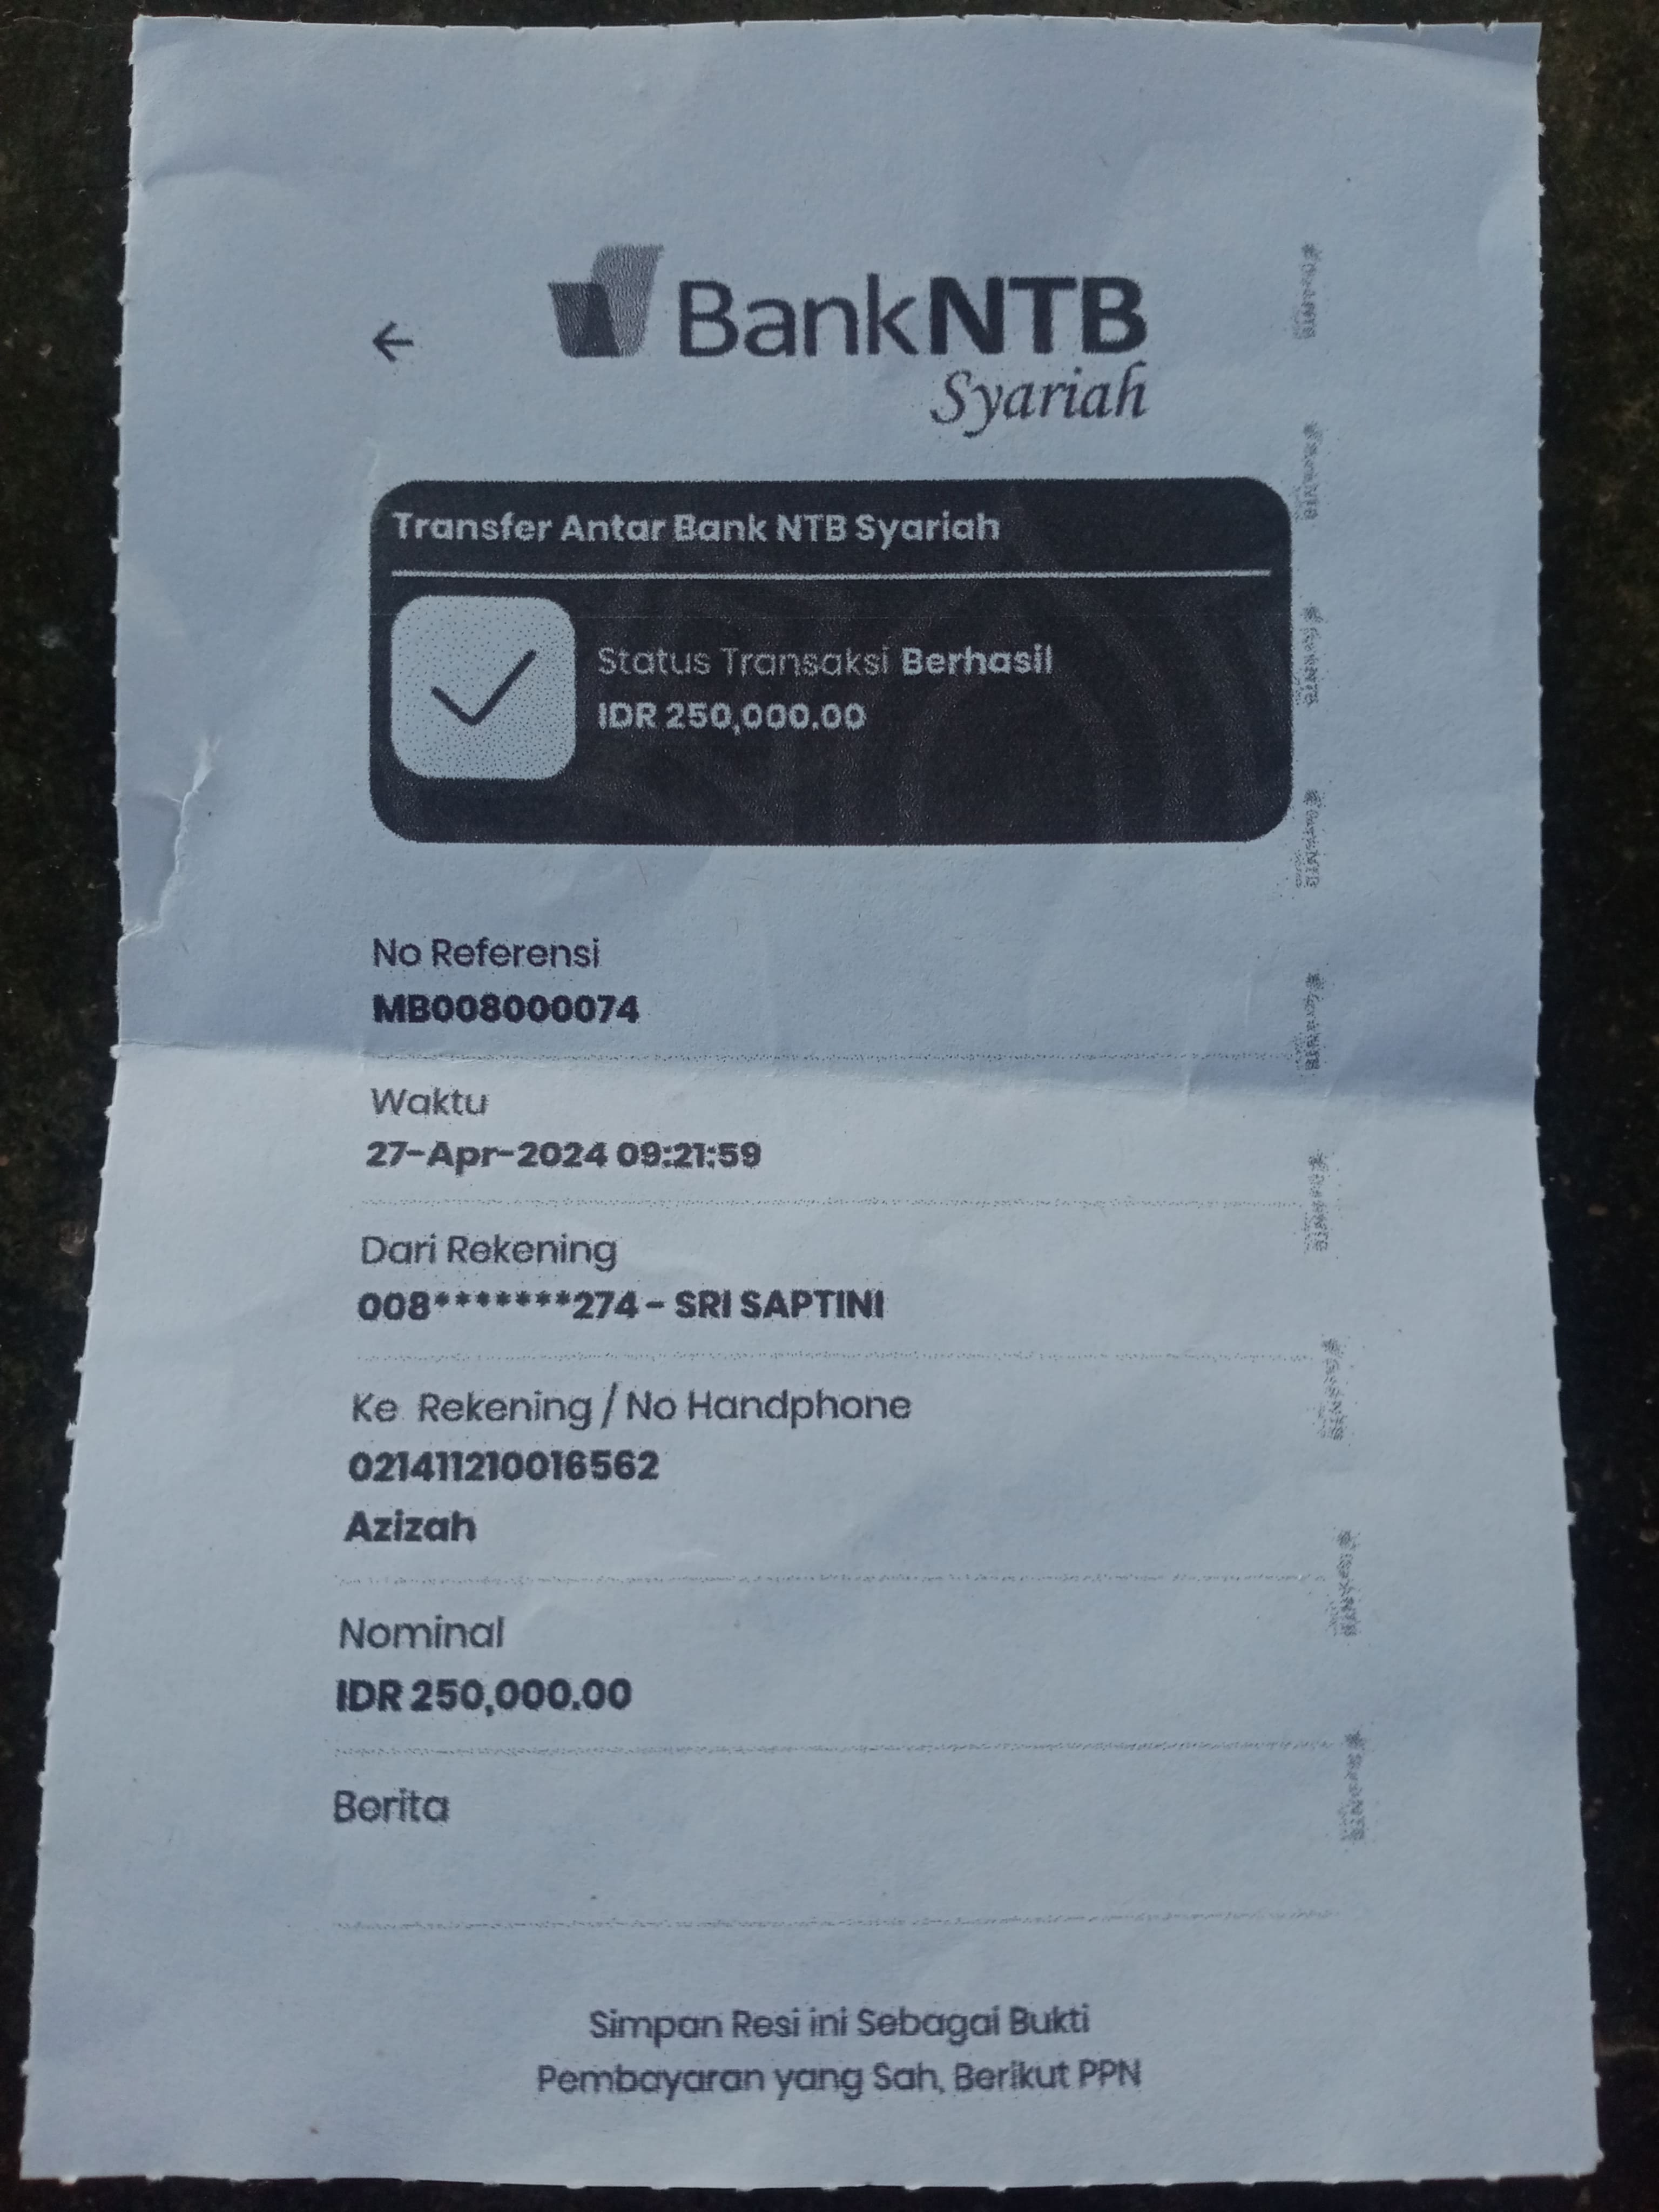 BankNTB
Syariah
Transfer Antar Bank NTB Syariah
Status Transaksi Berhasil
IDR 250,000.00
No Referensi
MB008000074
Waktu
27-Apr-2024 09:21:59
Dari Rekening
008*******274 - SRI SAPTINI
Ke Rekening / No Handphone
021411210016562
Azizah
Nominal
IDR 250,000.00
Berita
Simpan Resi ini Sebagai Bukti
Pembayaran yang Sah, Berikut PPN